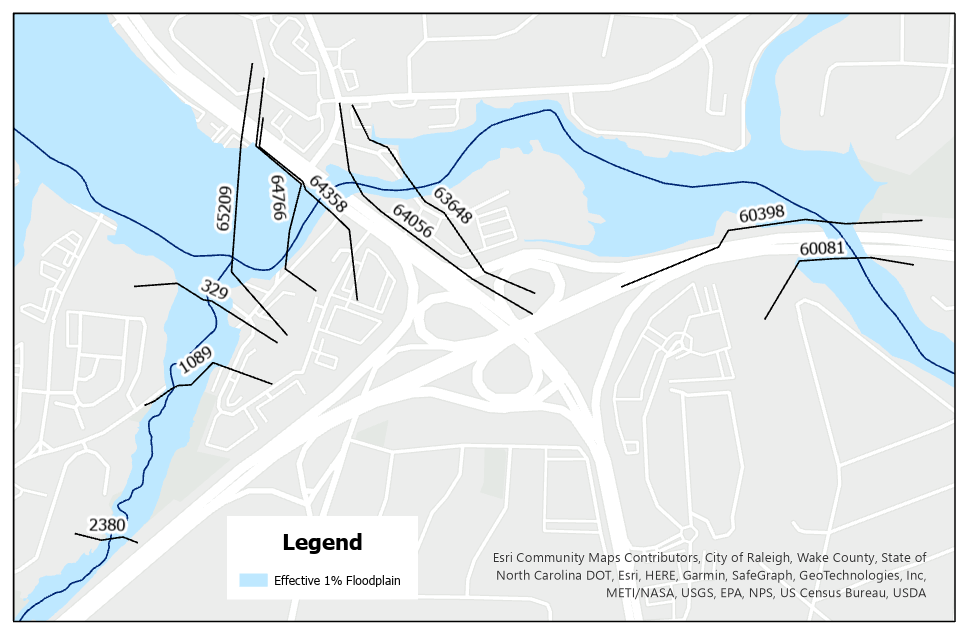 65209
64766
64358
64056
63648
60398
60081
329
1089
2380
Legend
Effective 1% Floodplain
Esri Community Maps Contributors, City of Raleigh, Wake County, State of
North Carolina DOT, Esri, HERE, Garmin, SafeGraph, GeoTechnologies, Inc,
METI/NASA, USGS, EPA, NPS, US Census Bureau, USDA